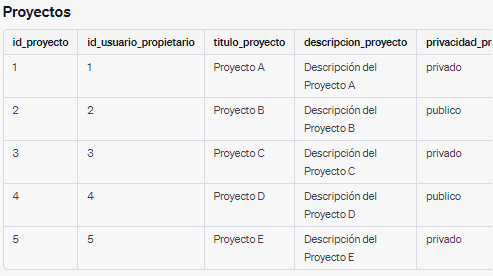 Proyectos
id_proyecto id_usuario_propietario titulo_proyecto descripcion_proyecto privacidad_pr
1 1 Proyecto A Descripción del privado
Proyecto A
2 2 Proyecto B Descripción del publico
Proyecto B
3 3 Proyecto C Descripción del privado
Proyecto C
4 4 Proyecto D Descripción del publico
Proyecto D
5 5 Proyecto E Descripción del privado
Proyecto E